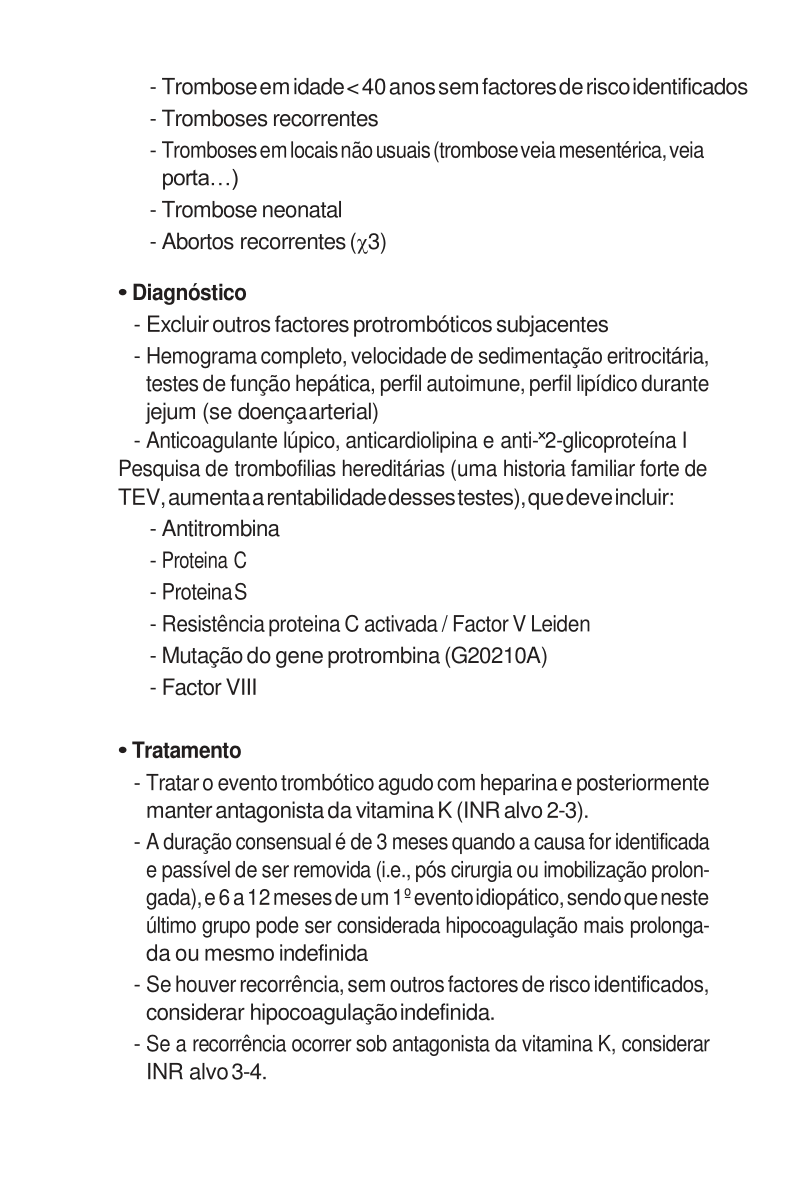 - Trombose em idade < 40 anos sem factores de risco identificados
- Tromboses recorrentes
- Tromboses em locais não usuais (trombose veia mesentérica, veia
porta…)
- Trombose neonatal
- Abortos recorrentes (χ3)
• Diagnóstico
- Excluir outros factores protrombóticos subjacentes
- Hemograma completo, velocidade de sedimentação eritrocitária,
testes de função hepática, perfil autoimune, perfil lipídico durante
jejum (se doença arterial)
- Anticoagulante lúpico, anticardiolipina e anti-ˣ2-glicoproteína I
Pesquisa de trombofilias hereditárias (uma historia familiar forte de
TEV, aumenta a rentabilidade desses testes), que deve incluir:
- Antitrombina
- Proteina C
- Proteina S
- Resistência proteina C activada / Factor V Leiden
- Mutação do gene protrombina (G20210A)
- Factor VIII
• Tratamento
- Tratar o evento trombótico agudo com heparina e posteriormente
manter antagonista da vitamina K (INR alvo 2-3).
- A duração consensual é de 3 meses quando a causa for identificada
e passível de ser removida (i.e., pós cirurgia ou imobilização prolon-
gada), e 6 a 12 meses de um 1º evento idiopático, sendo que neste
último grupo pode ser considerada hipocoagulação mais prolonga-
da ou mesmo indefinida
- Se houver recorrência, sem outros factores de risco identificados,
considerar hipocoagulação indefinida.
- Se a recorrência ocorrer sob antagonista da vitamina K, considerar
INR alvo 3-4.